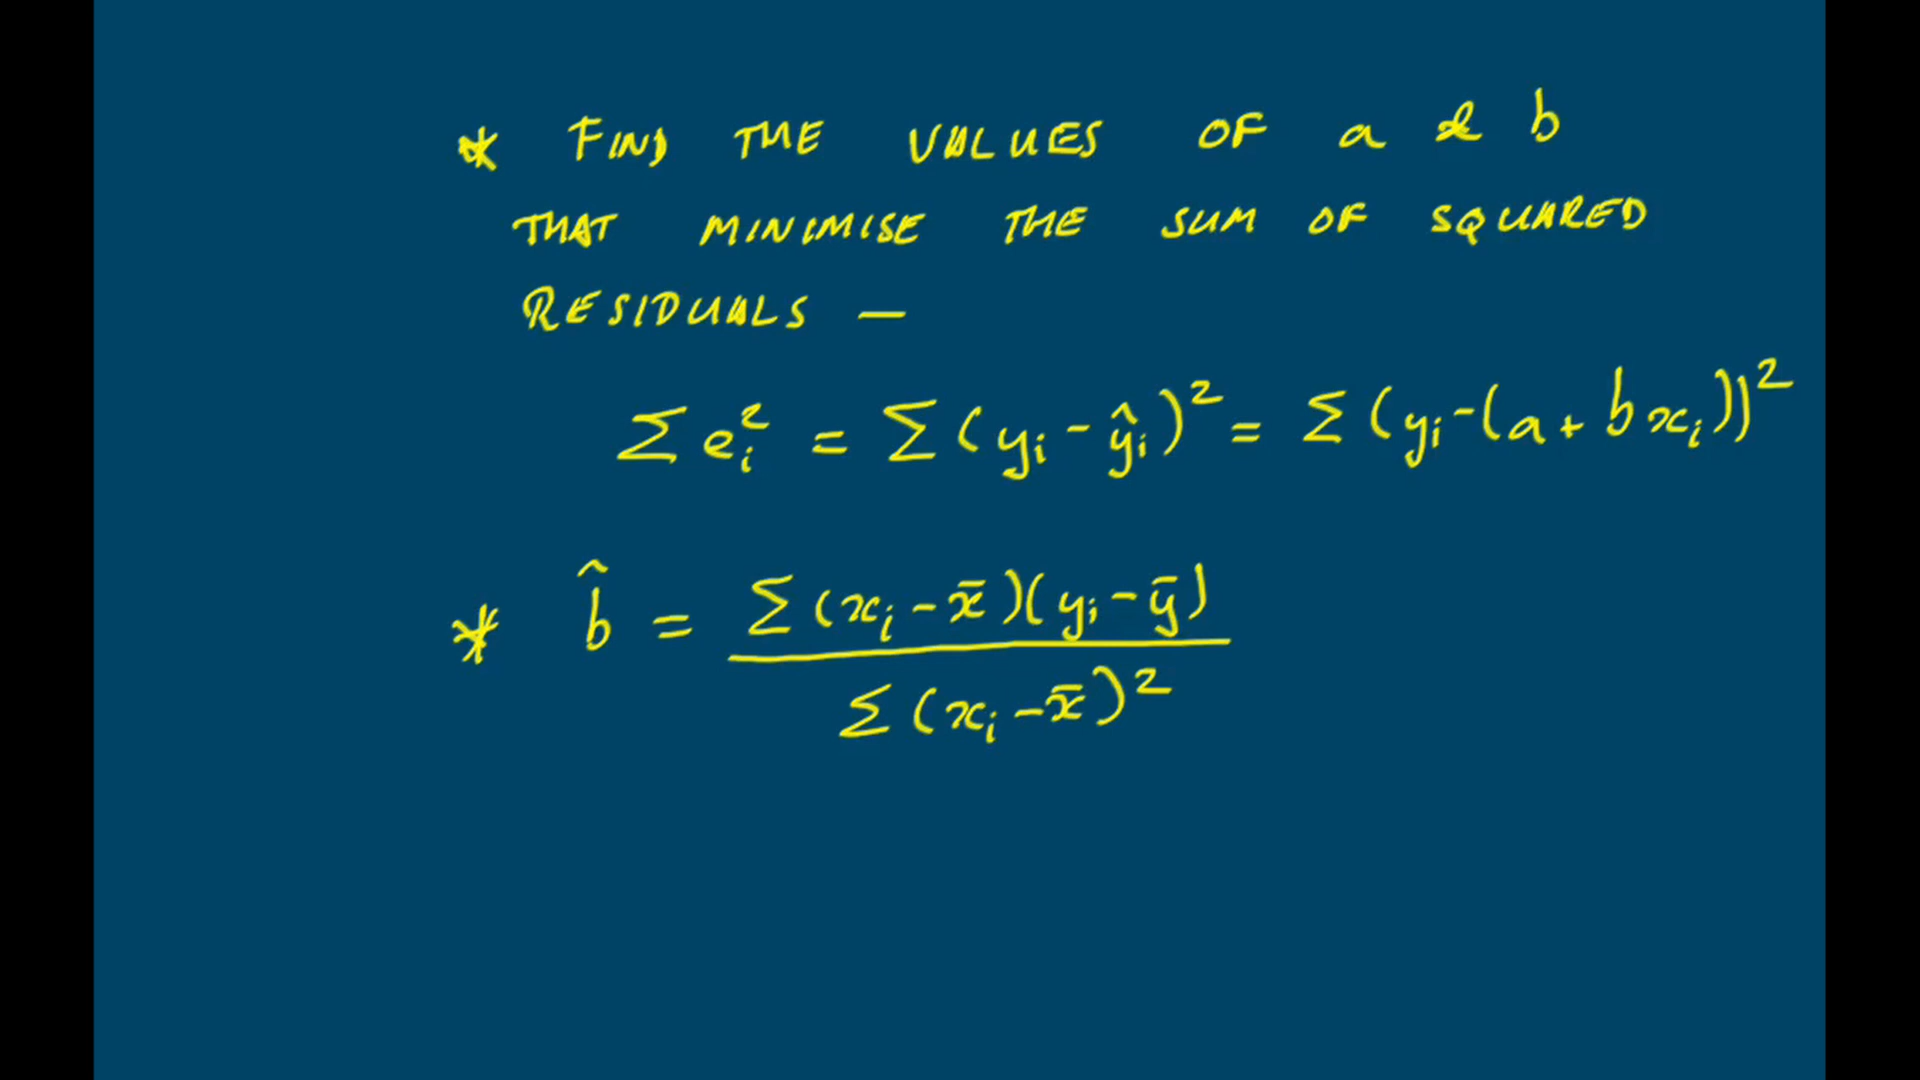 * FIND THE VALUES OF a & b
THAT MINIMISE THE SUM OF SQUARED
RESIDUALS —
Σ eᵢ² = Σ (yᵢ - ŷᵢ)² = Σ (yᵢ - (a + bxᵢ))²
* b̂ = Σ (xᵢ - x̄)(yᵢ - ȳ)
Σ (xᵢ - x̄)²